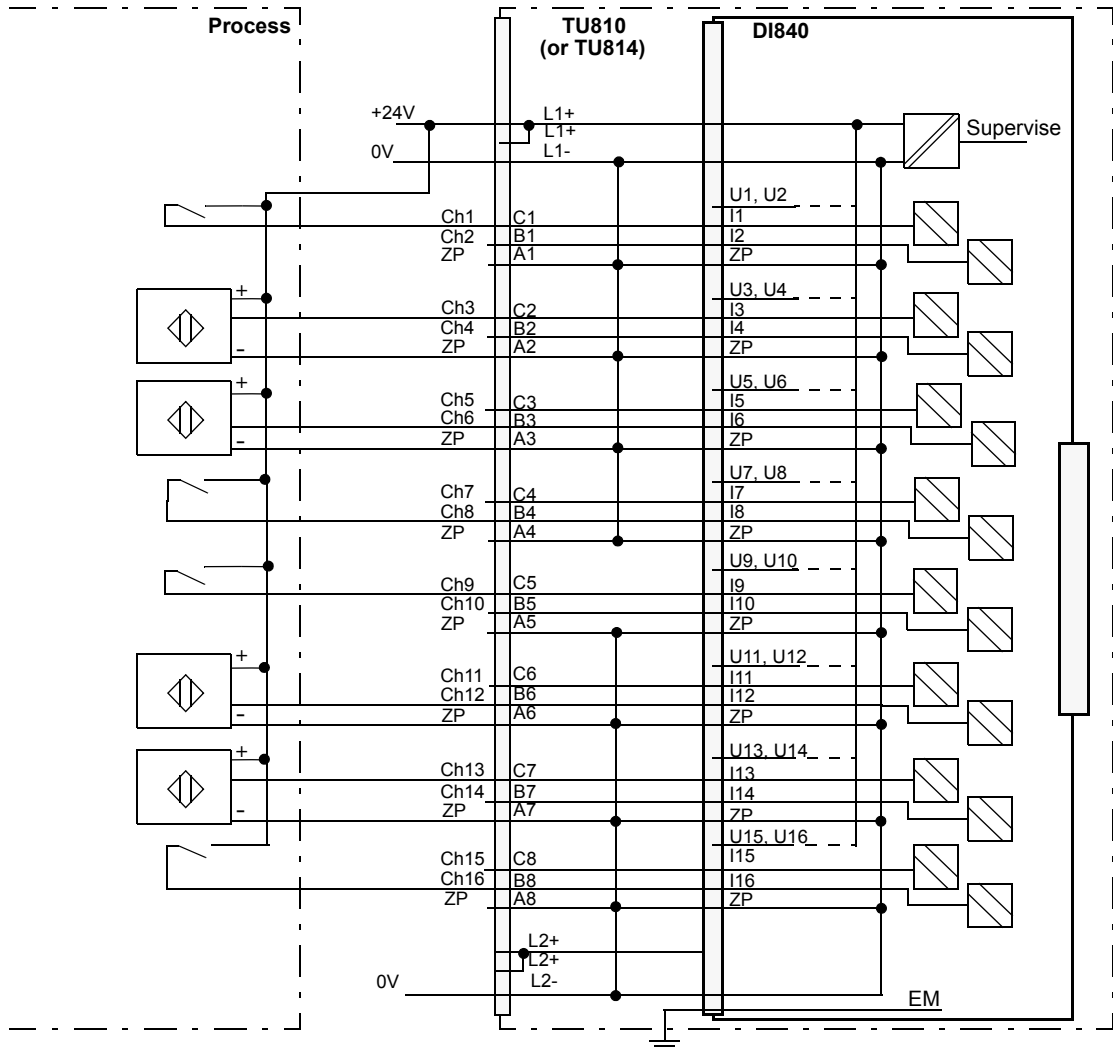 Process
TU810
(or TU814)
DI840
+24V
L1+
L1+
0V
L1-
Supervise
U1, U2
Ch1 C1 I1
Ch2 B1 I2
ZP A1 ZP
+
U3, U4
Ch3 C2 I3
Ch4 B2 I4
- ZP A2 ZP
+
U5, U6
Ch5 C3 I5
Ch6 B3 I6
- ZP A3 ZP
U7, U8
Ch7 C4 I7
Ch8 B4 I8
ZP A4 ZP
U9, U10
Ch9 C5 I9
Ch10 B5 I10
ZP A5 ZP
+
U11, U12
Ch11 C6 I11
Ch12 B6 I12
- ZP A6 ZP
+
U13, U14
Ch13 C7 I13
Ch14 B7 I14
- ZP A7 ZP
U15, U16
Ch15 C8 I15
Ch16 B8 I16
ZP A8 ZP
L2+
L2+
0V L2-
EM